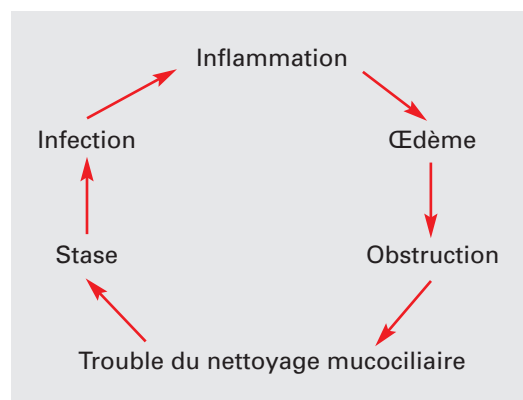 Inflammation
Infection
Œdème
Stase
Obstruction
Trouble du nettoyage mucociliaire